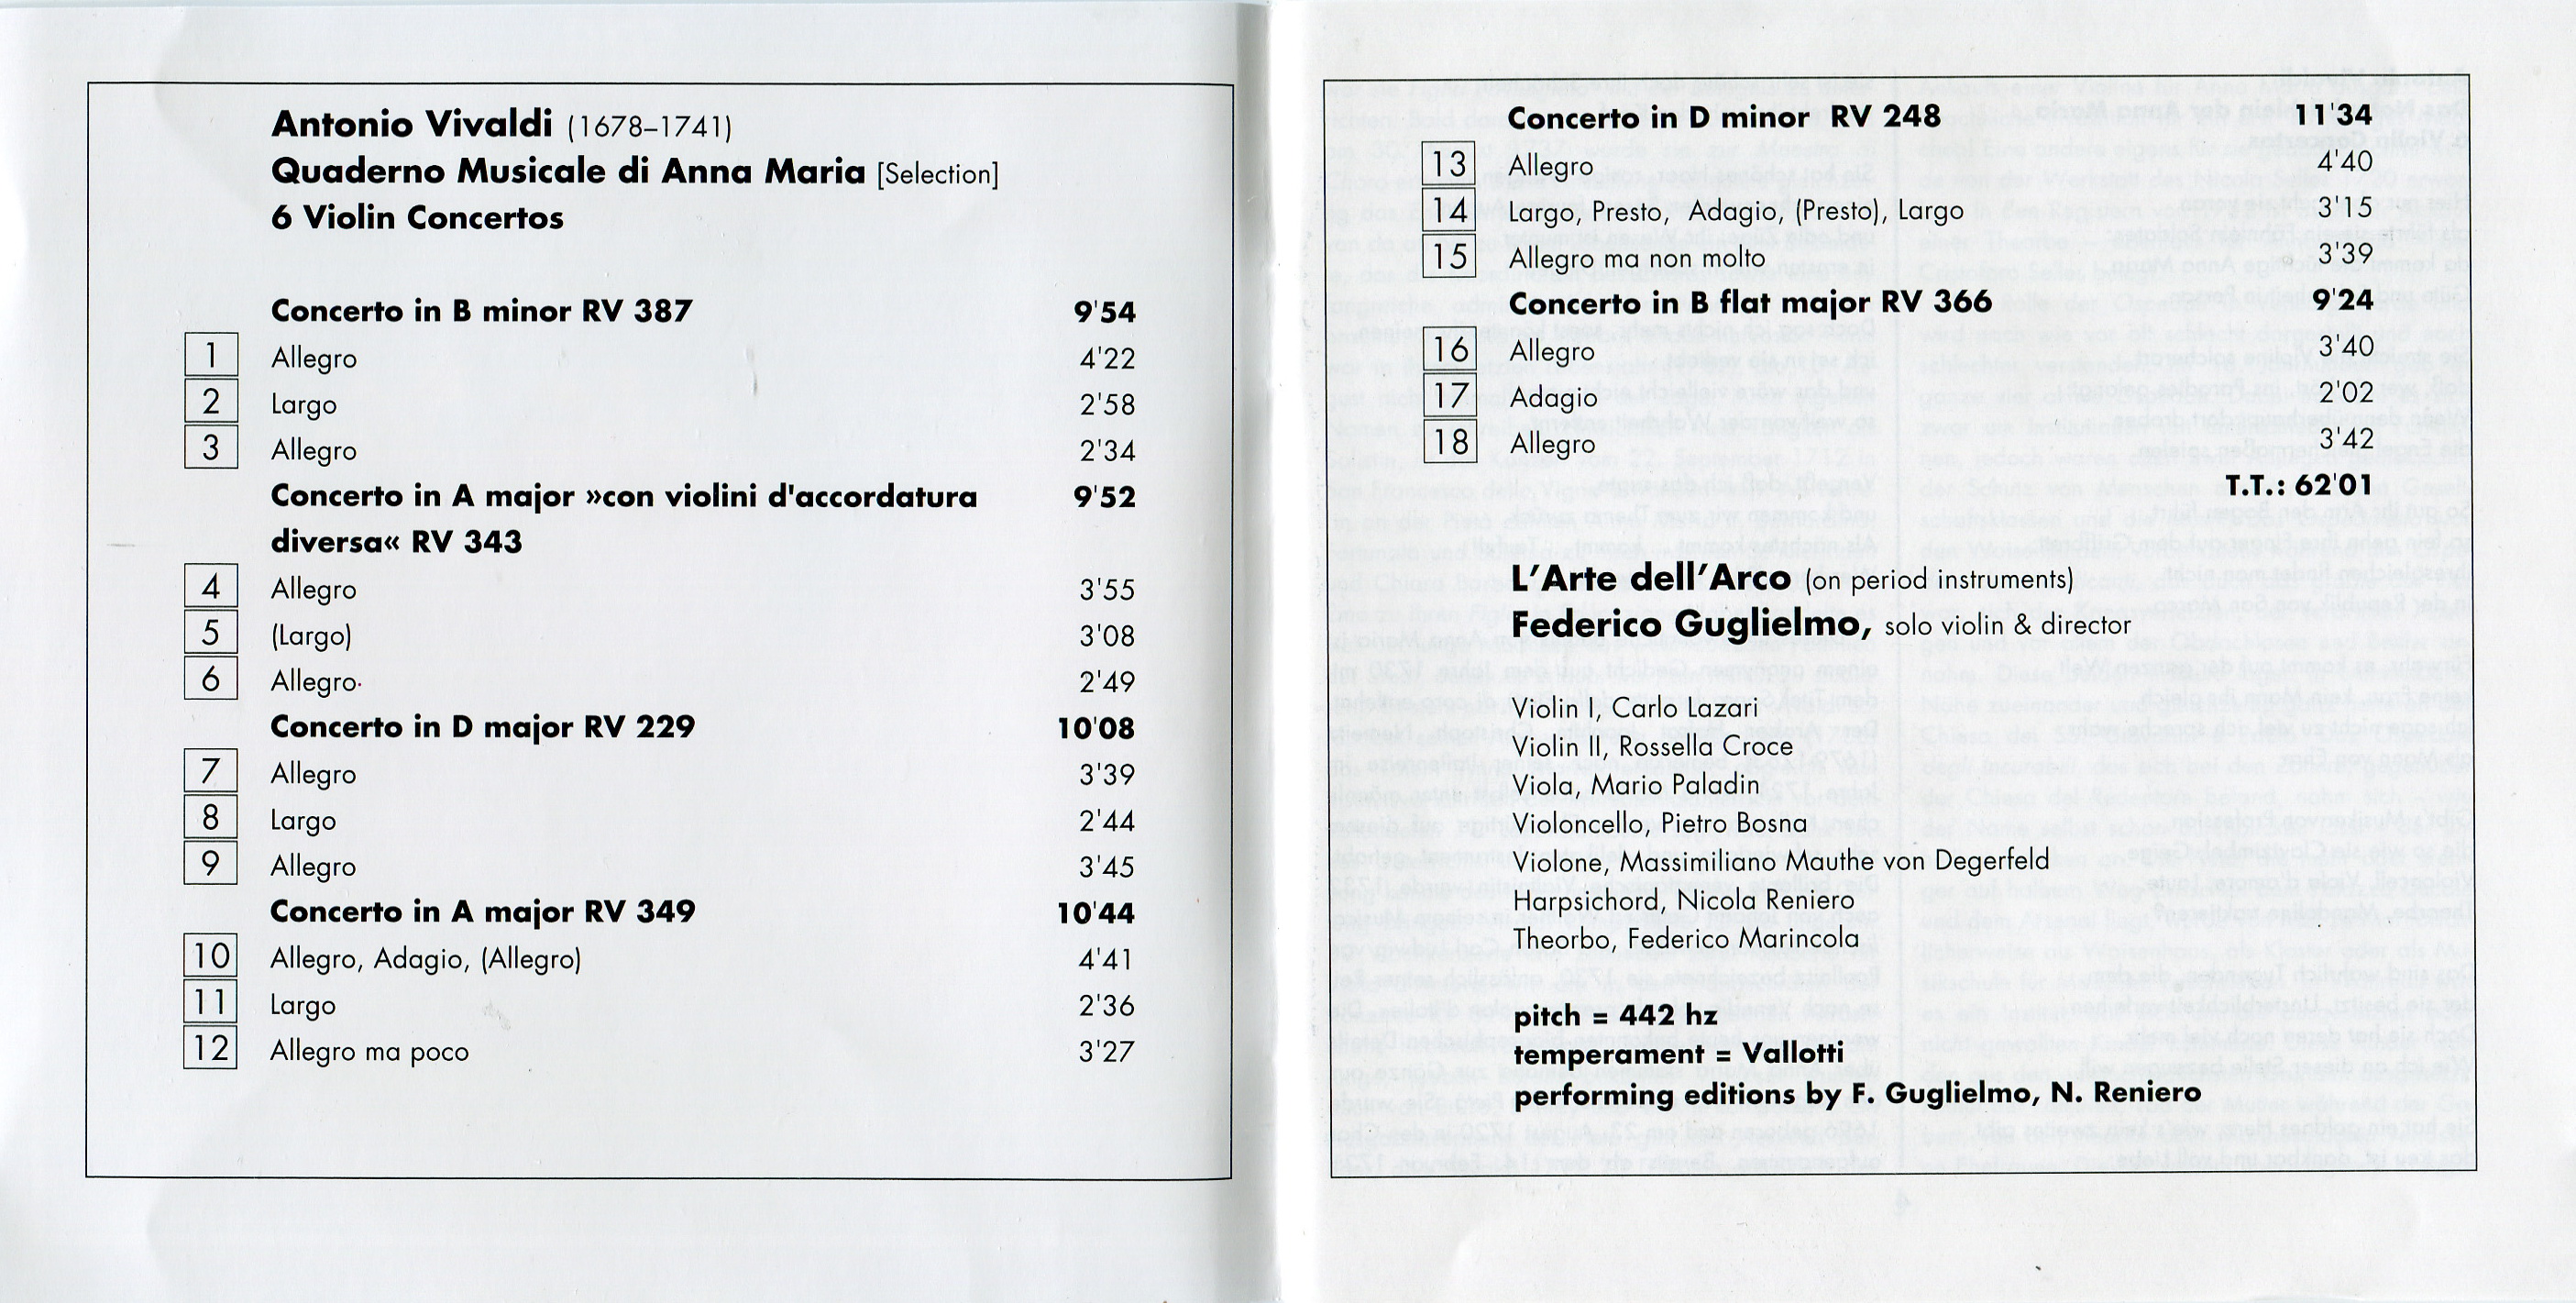 Antonio Vivaldi (1678–1741)
Quaderno Musicale di Anna Maria [Selection]
6 Violin Concertos
Concerto in B minor RV 387 9'54
1 Allegro 4'22
2 Largo 2'58
3 Allegro 2'34
Concerto in A major »con violini d'accordatura 9'52
diversa« RV 343
4 Allegro 3'55
5 (Largo) 3'08
6 Allegro 2'49
Concerto in D major RV 229 10'08
7 Allegro 3'39
8 Largo 2'44
9 Allegro 3'45
Concerto in A major RV 349 10'44
10 Allegro, Adagio, (Allegro) 4'41
11 Largo 2'36
12 Allegro ma poco 3'27
Concerto in D minor RV 248 11'34
13 Allegro 4'40
14 Largo, Presto, Adagio, (Presto), Largo 3'15
15 Allegro ma non molto 3'39
Concerto in B flat major RV 366 9'24
16 Allegro 3'40
17 Adagio 2'02
18 Allegro 3'42
T.T.: 62'01
L'Arte dell'Arco (on period instruments)
Federico Guglielmo, solo violin & director
Violin I, Carlo Lazari
Violin II, Rossella Croce
Viola, Mario Paladin
Violoncello, Pietro Bosna
Violone, Massimiliano Mauthe von Degerfeld
Harpsichord, Nicola Reniero
Theorbo, Federico Marincola
pitch = 442 hz
temperament = Vallotti
performing editions by F. Guglielmo, N. Reniero